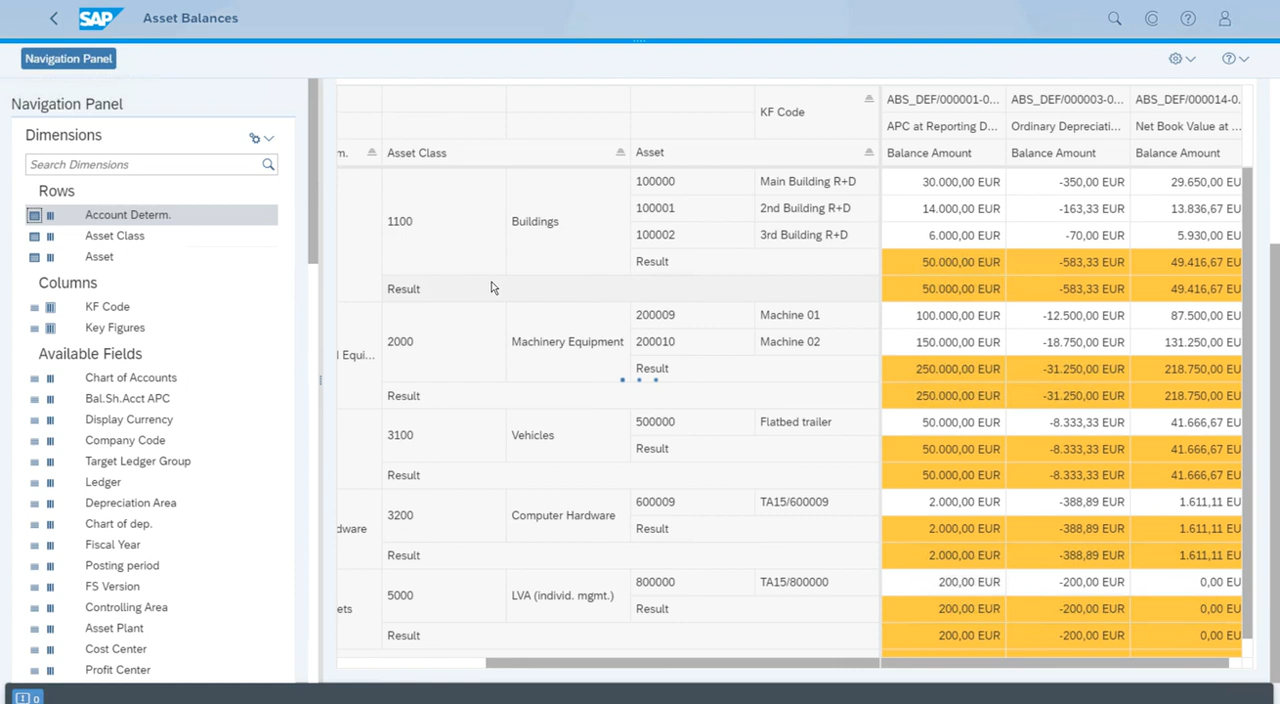 SAP Asset Balances
Navigation Panel
Navigation Panel
Dimensions
Search Dimensions
Rows
Account Determ.
Asset Class
Asset
Columns
KF Code
Key Figures
Available Fields
Chart of Accounts
Bal.Sh.Acct APC
Display Currency
Company Code
Target Ledger Group
Ledger
Depreciation Area
Chart of dep.
Fiscal Year
Posting period
FS Version
Controlling Area
Asset Plant
Cost Center
Profit Center
0
KF Code ABS_DEF/000001-0... ABS_DEF/000003-0... ABS_DEF/000014-0.
APC at Reporting D... Ordinary Depreciati... Net Book Value at ...
m. Asset Class Asset Balance Amount Balance Amount Balance Amount
1100 Buildings 100000 Main Building R+D 30.000,00 EUR -350,00 EUR 29.650,00 EU
100001 2nd Building R+D 14.000,00 EUR -163,33 EUR 13.836,67 EU
100002 3rd Building R+D 6.000,00 EUR -70,00 EUR 5.930,00 EU
Result 50.000,00 EUR -583,33 EUR 49.416,67 EU
Result 50.000,00 EUR -583,33 EUR 49.416,67 EU
l Equi... 2000 Machinery Equipment 200009 Machine 01 100.000,00 EUR -12.500,00 EUR 87.500,00 EU
200010 Machine 02 150.000,00 EUR -18.750,00 EUR 131.250,00 EU
Result 250.000,00 EUR -31.250,00 EUR 218.750,00 EU
Result 250.000,00 EUR -31.250,00 EUR 218.750,00 EU
3100 Vehicles 500000 Flatbed trailer 50.000,00 EUR -8.333,33 EUR 41.666,67 EU
Result 50.000,00 EUR -8.333,33 EUR 41.666,67 EU
Result 50.000,00 EUR -8.333,33 EUR 41.666,67 EU
dware 3200 Computer Hardware 600009 TA15/600009 2.000,00 EUR -388,89 EUR 1.611,11 EU
Result 2.000,00 EUR -388,89 EUR 1.611,11 EU
Result 2.000,00 EUR -388,89 EUR 1.611,11 EU
ets 5000 LVA (individ. mgmt.) 800000 TA15/800000 200,00 EUR -200,00 EUR 0,00 EU
Result 200,00 EUR -200,00 EUR 0,00 EU
Result 200,00 EUR -200,00 EUR 0,00 EU